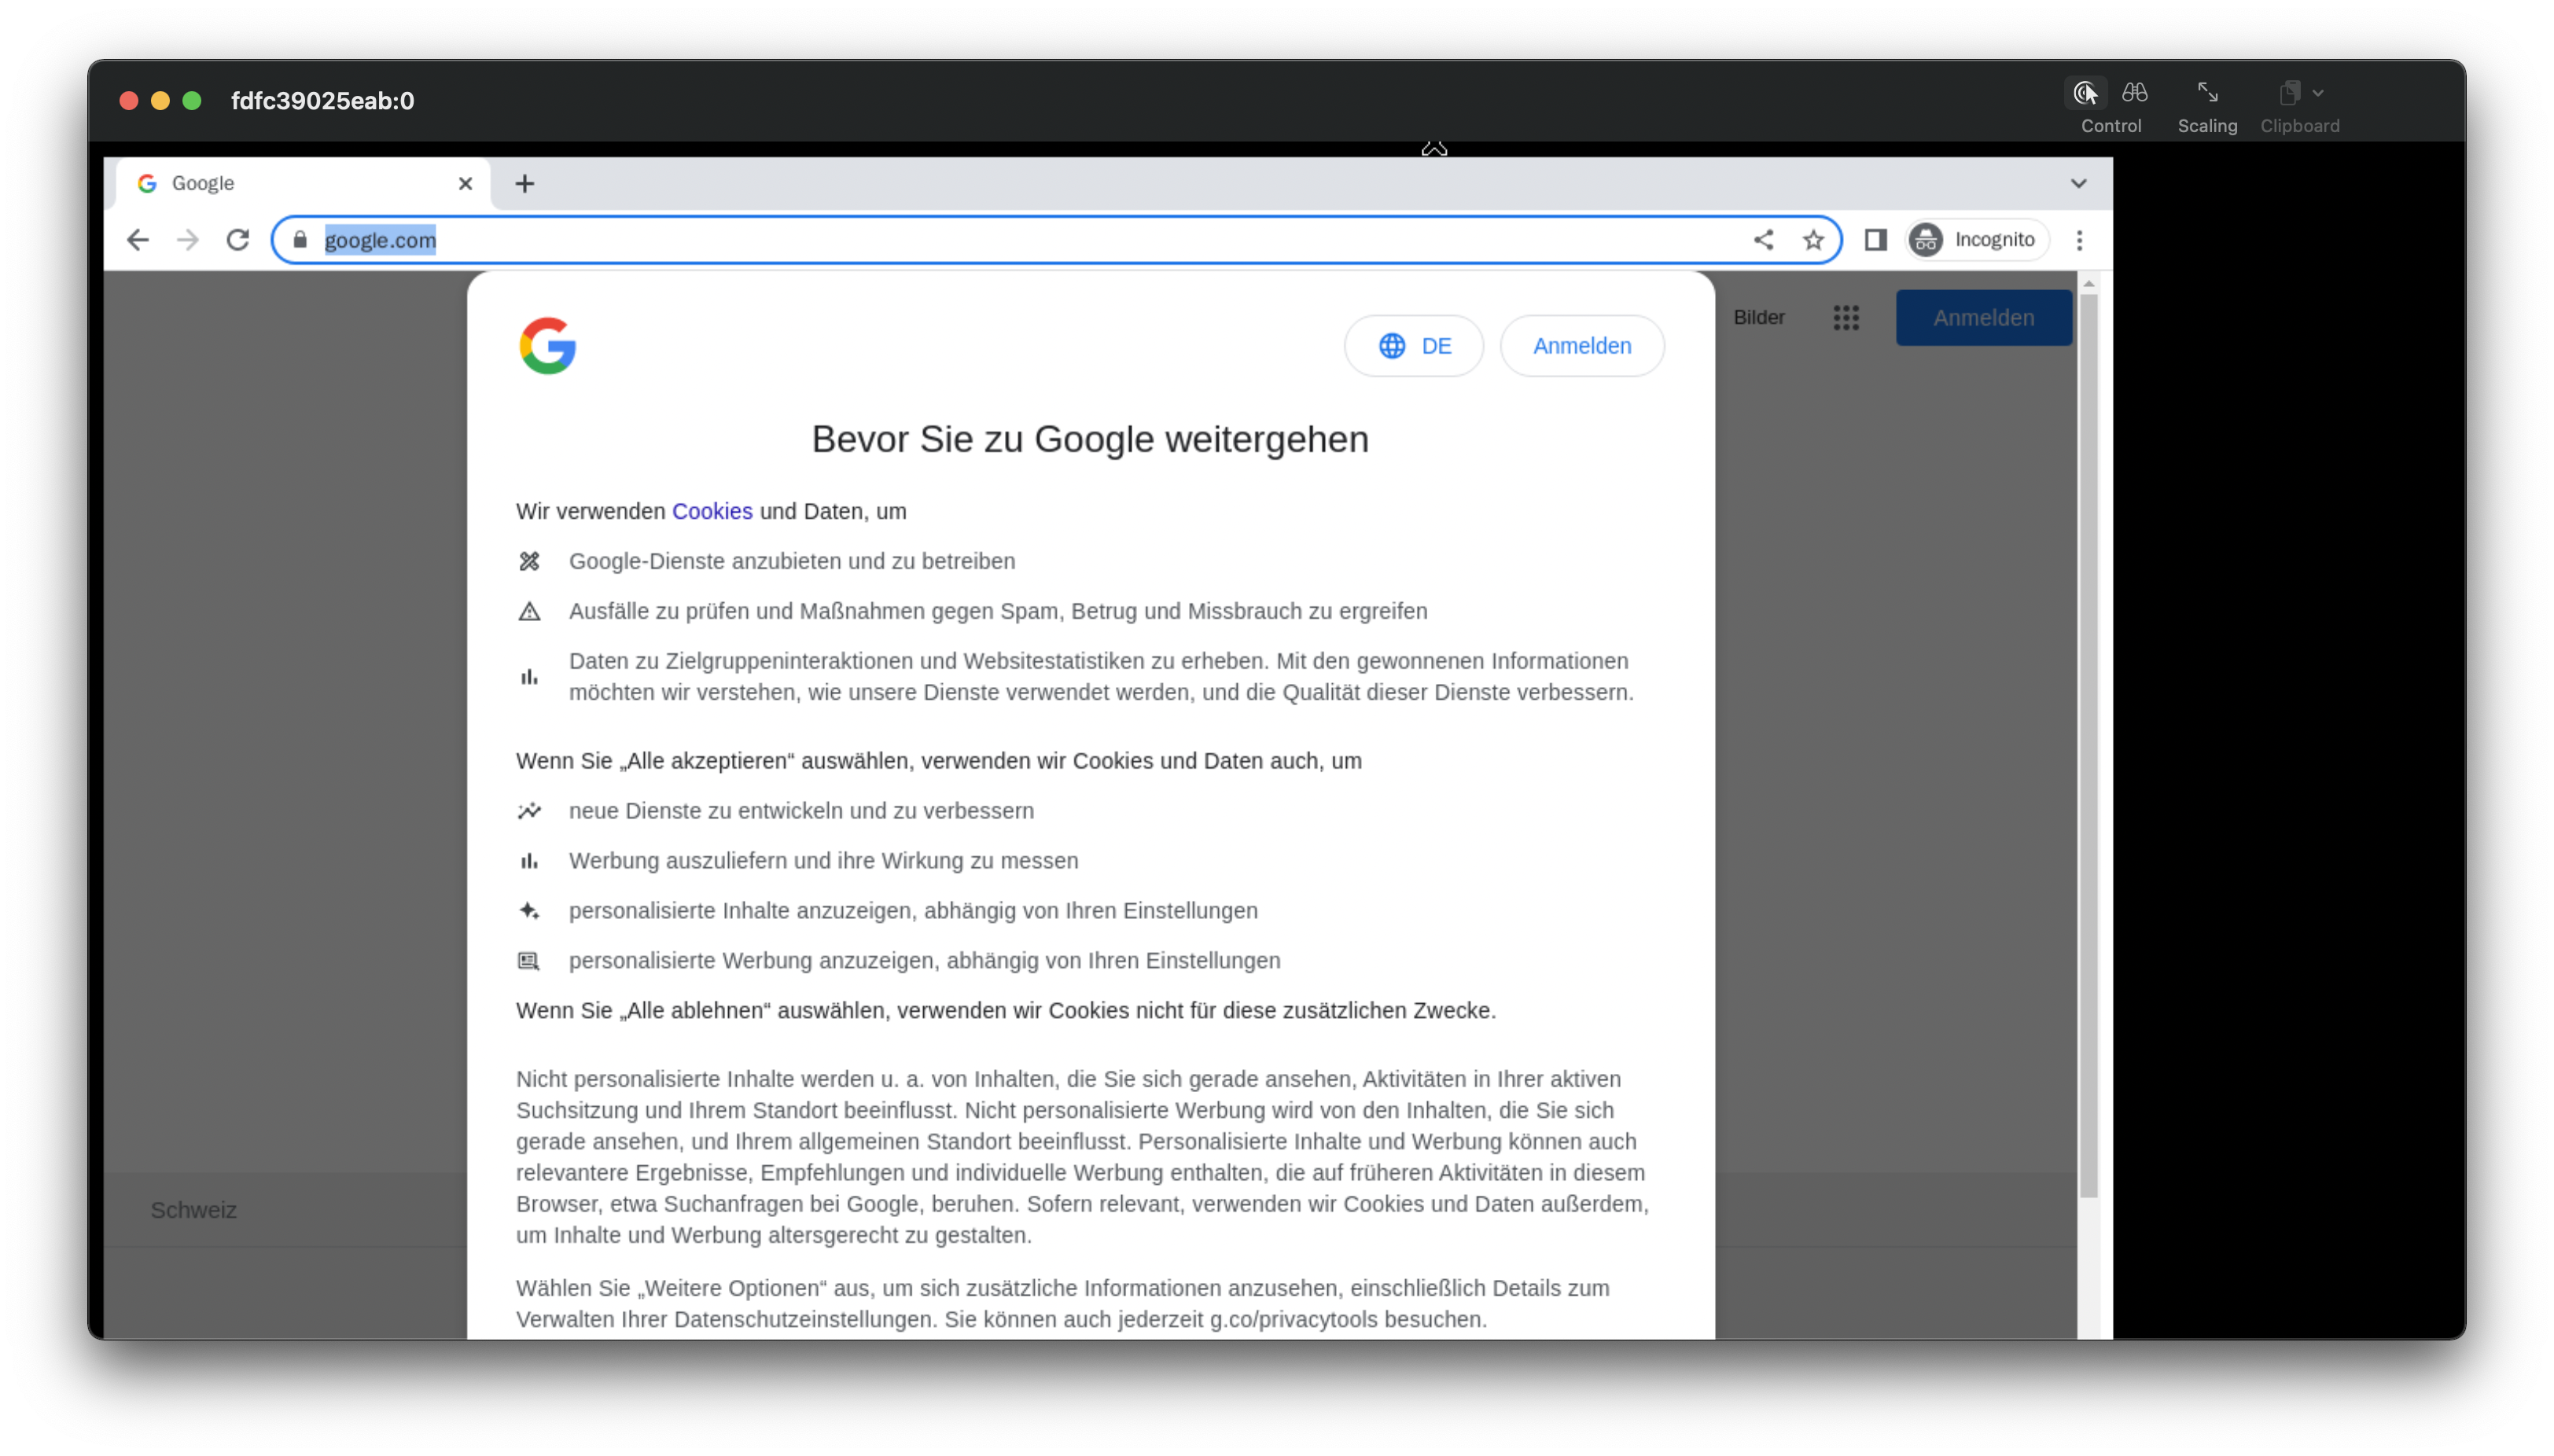 fdfc39025eab:0
Control
Scaling
Clipboard
Google
google.com
Incognito
Bilder
Anmelden
DE
Anmelden
Bevor Sie zu Google weitergehen
Wir verwenden Cookies und Daten, um
Google-Dienste anzubieten und zu betreiben
Ausfälle zu prüfen und Maßnahmen gegen Spam, Betrug und Missbrauch zu ergreifen
Daten zu Zielgruppeninteraktionen und Websitestatistiken zu erheben. Mit den gewonnenen Informationen
möchten wir verstehen, wie unsere Dienste verwendet werden, und die Qualität dieser Dienste verbessern.
Wenn Sie „Alle akzeptieren“ auswählen, verwenden wir Cookies und Daten auch, um
neue Dienste zu entwickeln und zu verbessern
Werbung auszuliefern und ihre Wirkung zu messen
personalisierte Inhalte anzuzeigen, abhängig von Ihren Einstellungen
personalisierte Werbung anzuzeigen, abhängig von Ihren Einstellungen
Wenn Sie „Alle ablehnen“ auswählen, verwenden wir Cookies nicht für diese zusätzlichen Zwecke.
Nicht personalisierte Inhalte werden u. a. von Inhalten, die Sie sich gerade ansehen, Aktivitäten in Ihrer aktiven
Suchsitzung und Ihrem Standort beeinflusst. Nicht personalisierte Werbung wird von den Inhalten, die Sie sich
gerade ansehen, und Ihrem allgemeinen Standort beeinflusst. Personalisierte Inhalte und Werbung können auch
relevantere Ergebnisse, Empfehlungen und individuelle Werbung enthalten, die auf früheren Aktivitäten in diesem
Browser, etwa Suchanfragen bei Google, beruhen. Sofern relevant, verwenden wir Cookies und Daten außerdem,
um Inhalte und Werbung altersgerecht zu gestalten.
Schweiz
Wählen Sie „Weitere Optionen“ aus, um sich zusätzliche Informationen anzusehen, einschließlich Details zum
Verwalten Ihrer Datenschutzeinstellungen. Sie können auch jederzeit g.co/privacytools besuchen.